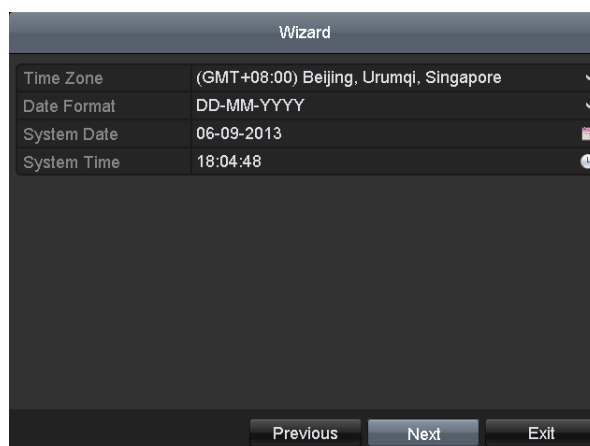 Wizard
Time Zone (GMT+08:00) Beijing, Urumqi, Singapore
Date Format DD-MM-YYYY
System Date 06-09-2013
System Time 18:04:48
Previous Next Exit